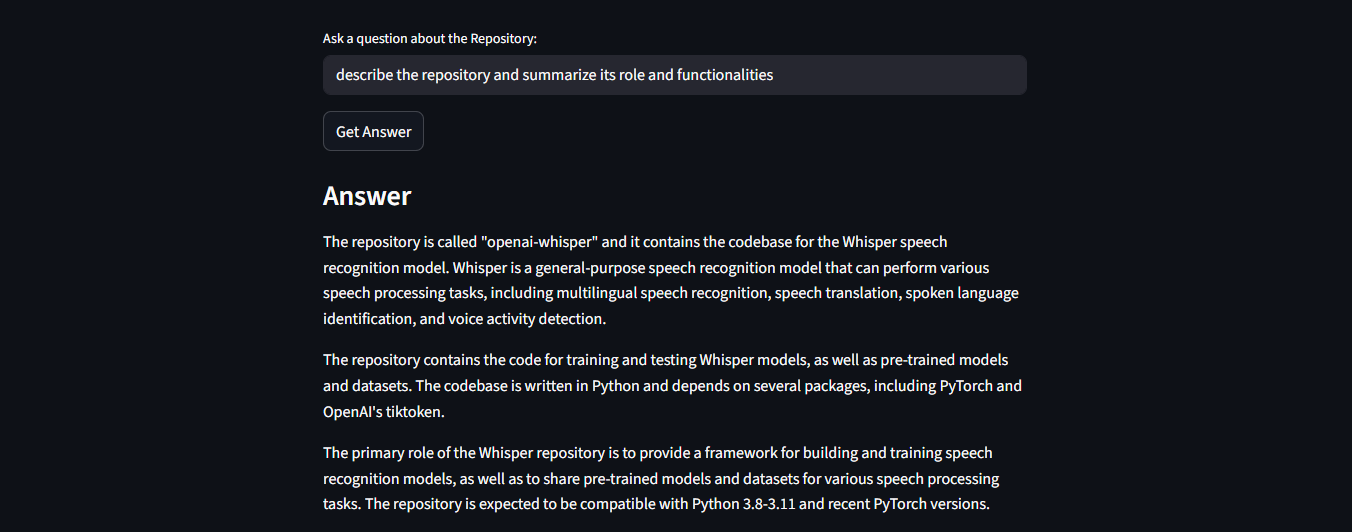 Ask a question about the Repository:
describe the repository and summarize its role and functionalities
Get Answer
Answer
The repository is called "openai-whisper" and it contains the codebase for the Whisper speech
recognition model. Whisper is a general-purpose speech recognition model that can perform various
speech processing tasks, including multilingual speech recognition, speech translation, spoken language
identification, and voice activity detection.
The repository contains the code for training and testing Whisper models, as well as pre-trained models
and datasets. The codebase is written in Python and depends on several packages, including PyTorch and
OpenAI's tiktoken.
The primary role of the Whisper repository is to provide a framework for building and training speech
recognition models, as well as to share pre-trained models and datasets for various speech processing
tasks. The repository is expected to be compatible with Python 3.8-3.11 and recent PyTorch versions.